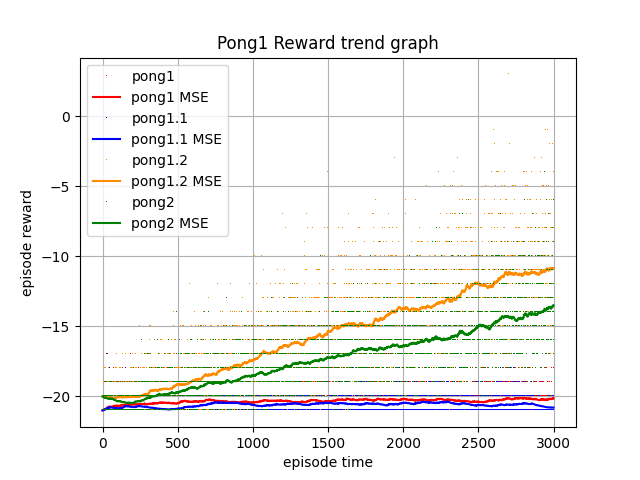 Pong1 Reward trend graph
pong1
pong1 MSE
pong1.1
pong1.1 MSE
pong1.2
pong1.2 MSE
pong2
pong2 MSE
episode reward
0
−5
−10
−15
−20
0 500 1000 1500 2000 2500 3000
episode time